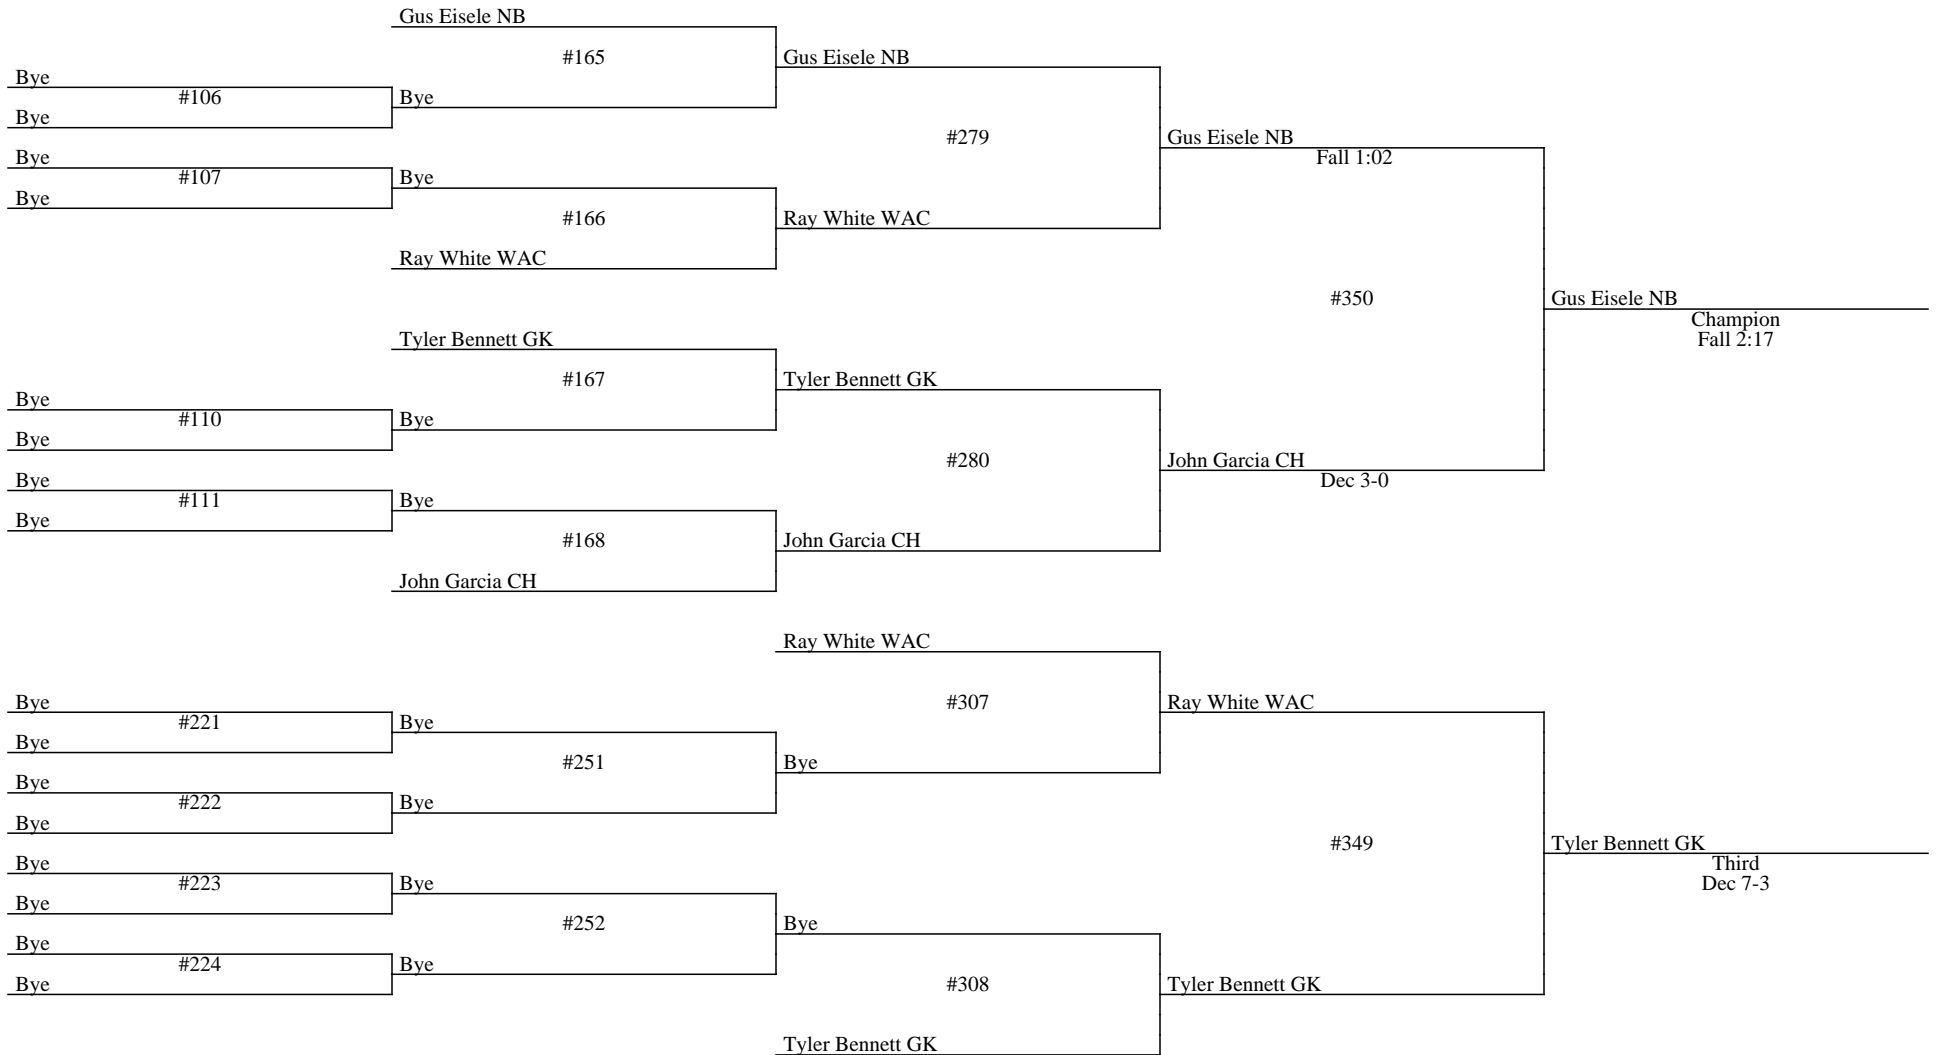 Gus Eisele NB
#165
Gus Eisele NB
Bye
#106
Bye
Bye
#279
Gus Eisele NB
Fall 1:02
Bye
#107
Bye
Bye
#166
Ray White WAC
Ray White WAC
#350
Gus Eisele NB
Champion
Fall 2:17
Tyler Bennett GK
#167
Tyler Bennett GK
Bye
#110
Bye
Bye
#280
John Garcia CH
Dec 3-0
Bye
#111
Bye
Bye
#168
John Garcia CH
John Garcia CH
Ray White WAC
#307
Ray White WAC
Bye
#221
Bye
Bye
#251
Bye
Bye
#222
Bye
Bye
#349
Tyler Bennett GK
Third
Dec 7-3
Bye
#223
Bye
Bye
#252
Bye
Bye
#224
Bye
Bye
#308
Tyler Bennett GK
Tyler Bennett GK